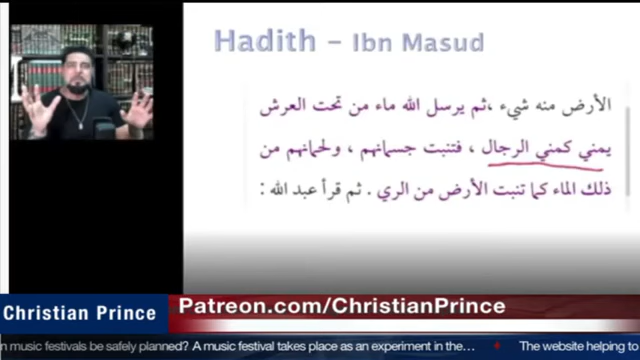 Hadith – Ibn Masud
الأرض منه شيء ،ثم يرسل الله ماء من تحت العرش
يمني كمني الرجال ، فتنبت جسمانهم ، ولحمانهم من
ذلك الماء كما تنبت الأرض من الري . ثم قرأ عبد الله :
Christian Prince
Patreon.com/ChristianPrince
n music festivals be safely planned? A music festival takes place as an experiment in the... The website helping to